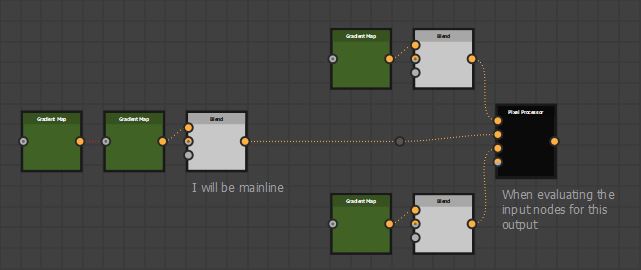 Gradient Map
Blend
Gradient Map
Gradient Map
Blend
Pixel Processor
I will be mainline
When evaluating the
input nodes for this
output
Gradient Map
Blend